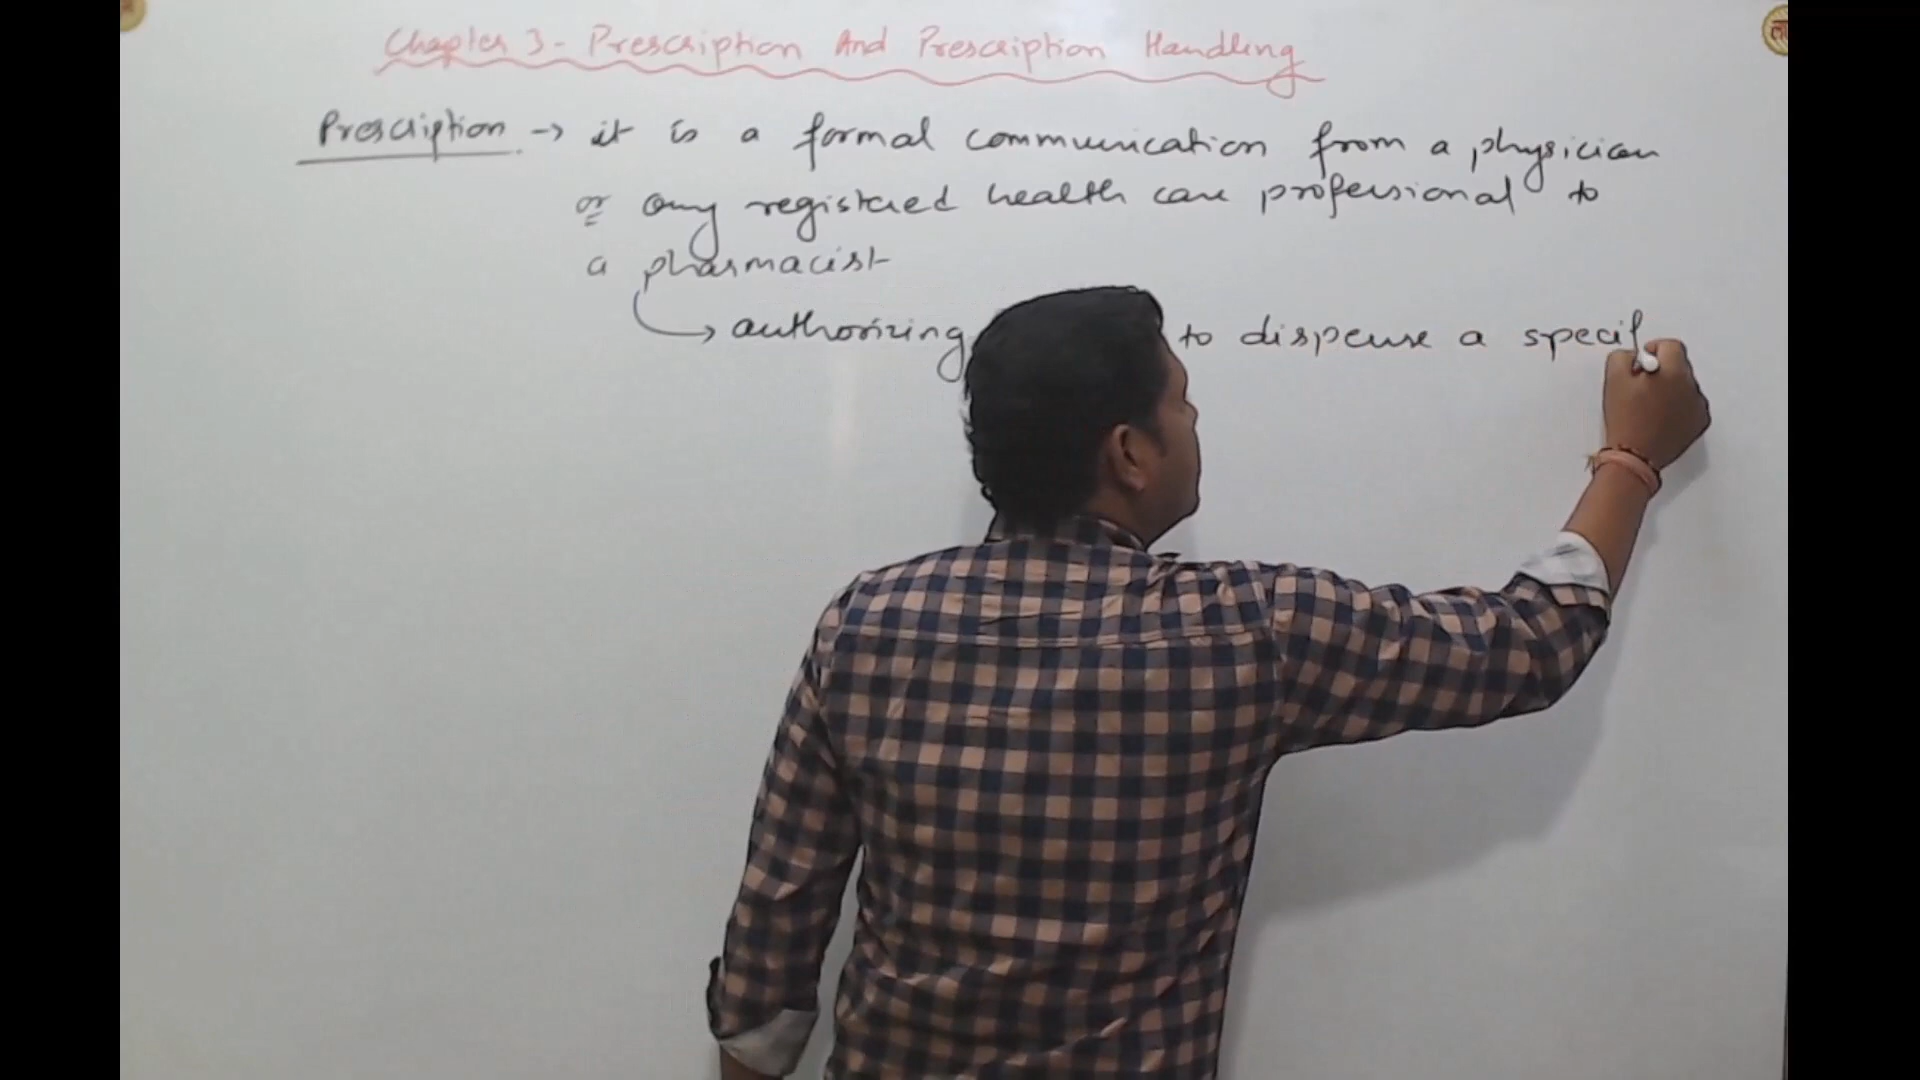 Chapter 3 - Prescription And Prescription Handling
Prescription → it is a formal communication from a physician
or any registered health care professional to
a pharmacist
→ authorizing to dispense a specif